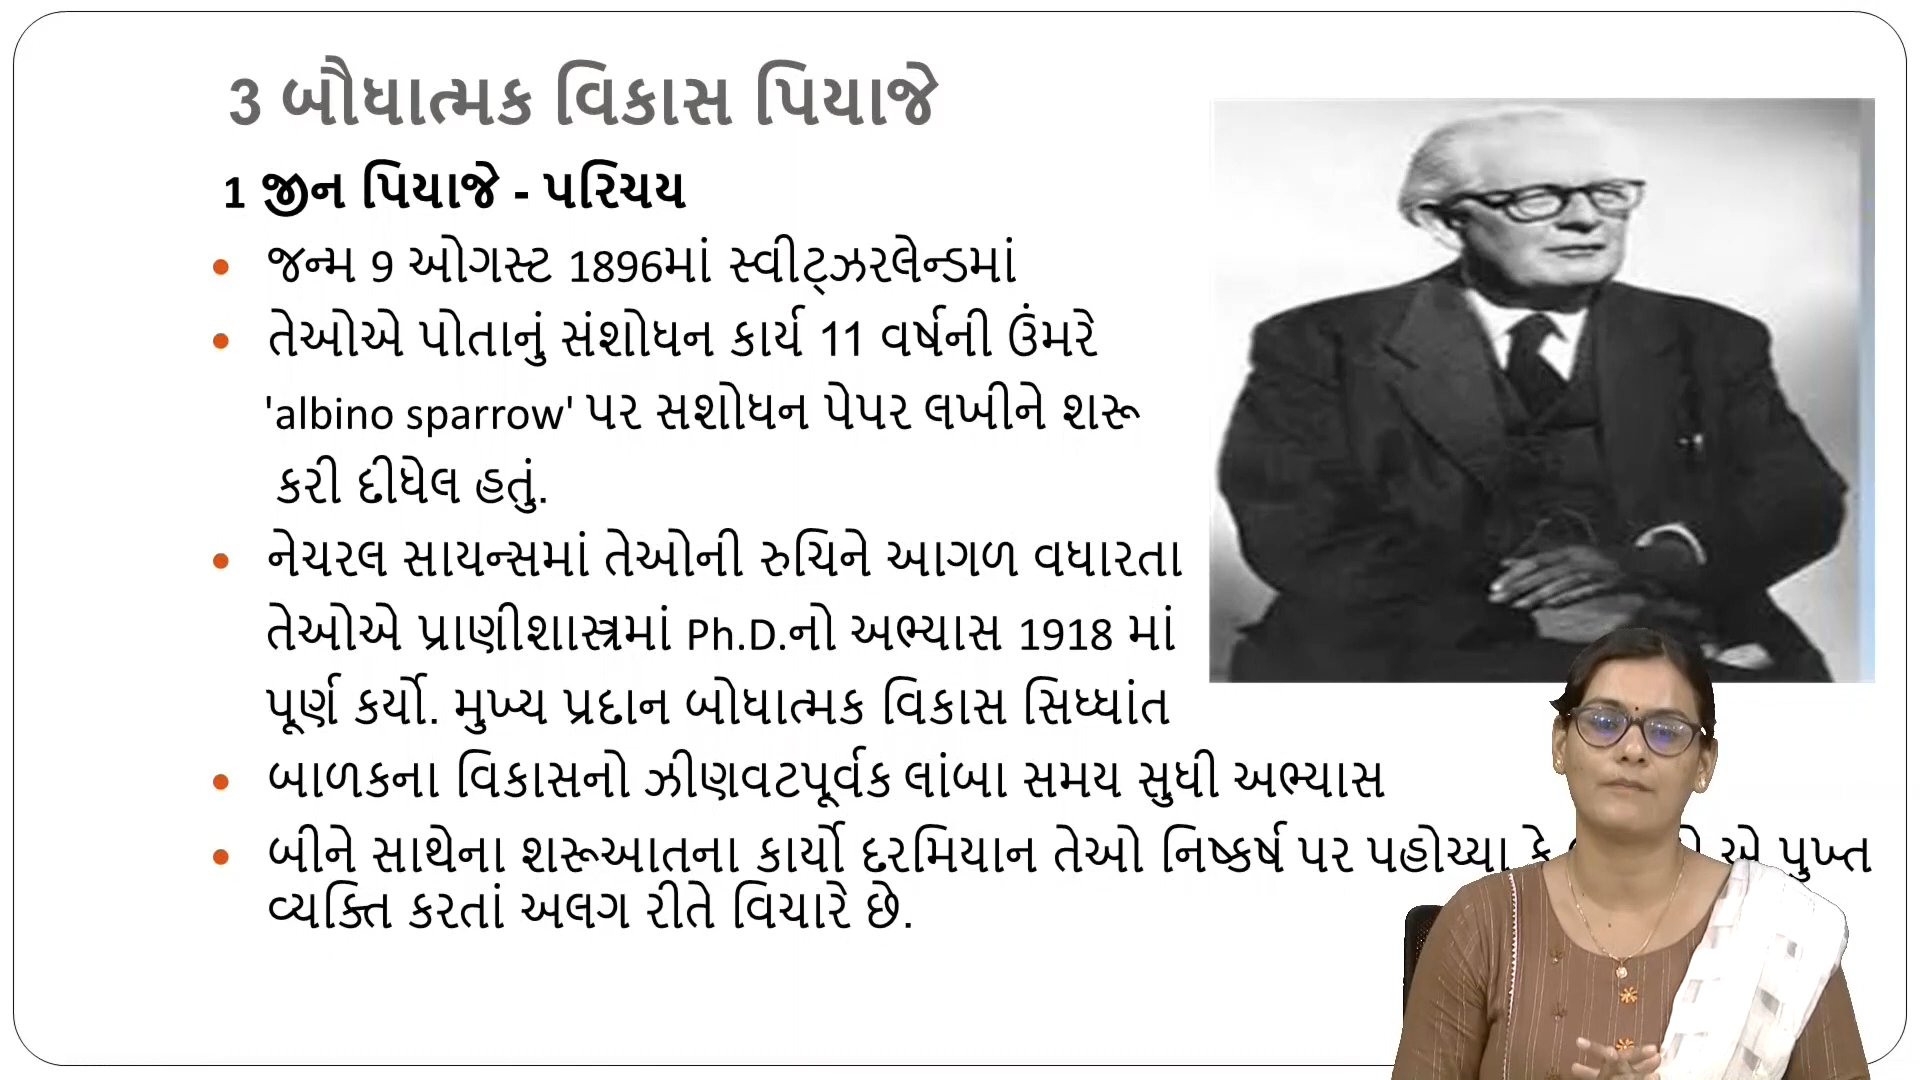 3 બૌધાત્મક વિકાસ પિયાજે
1 જીન પિયાજે - પરિચય
• જન્મ 9 ઓગસ્ટ 1896માં સ્વીટ્ઝરલેન્ડમાં
• તેઓએ પોતાનું સંશોધન કાર્ય 11 વર્ષની ઉંમરે
'albino sparrow' પર સશોધન પેપર લખીને શરૂ
કરી દીધેલ હતું.
• નેચરલ સાયન્સમાં તેઓની રુચિને આગળ વધારતા
તેઓએ પ્રાણીશાસ્ત્રમાં Ph.D.નો અભ્યાસ 1918 માં
પૂર્ણ કર્યો. મુખ્ય પ્રદાન બોધાત્મક વિકાસ સિધ્ધાંત
• બાળકના વિકાસનો ઝીણવટપૂર્વક લાંબા સમય સુધી અભ્યાસ
• બીને સાથેના શરૂઆતના કાર્યો દરમિયાન તેઓ નિષ્કર્ષ પર પહોચ્યા કે એ પુખ્ત
વ્યક્તિ કરતાં અલગ રીતે વિચારે છે.